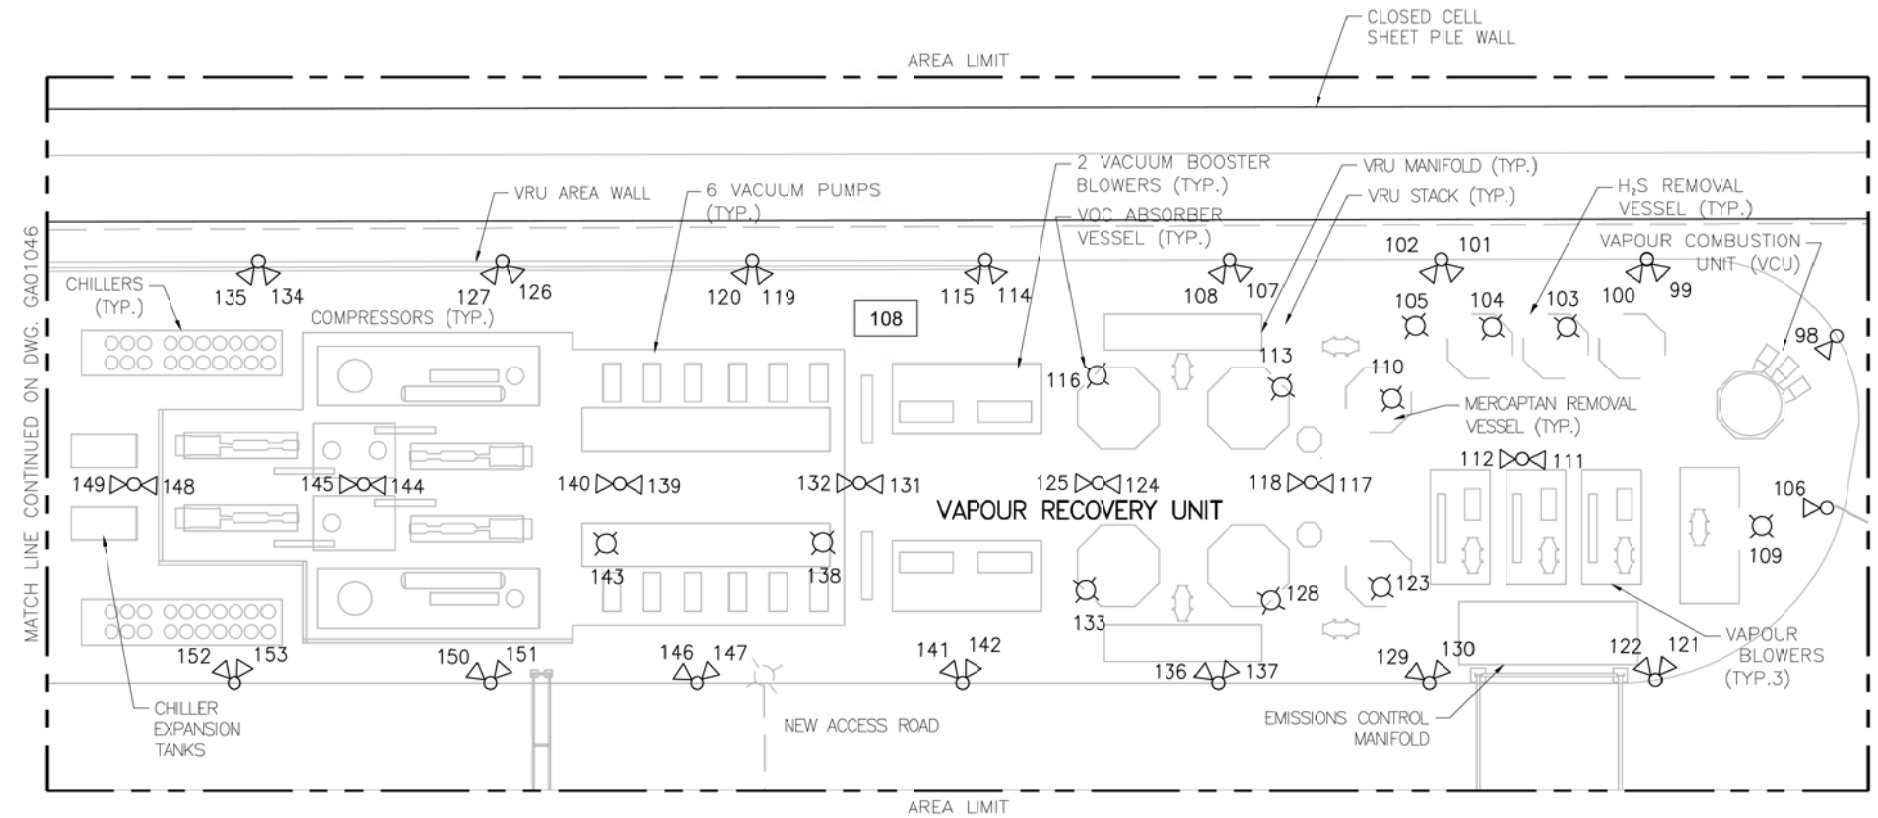 CLOSED CELL
SHEET PILE WALL
AREA LIMIT
2 VACUUM BOOSTER
BLOWERS (TYP.)
VRU MANIFOLD (TYP.)
VRU AREA WALL
6 VACUUM PUMPS
(TYP.)
VRU STACK (TYP.)
H₂S REMOVAL
VESSEL (TYP.)
VOC ABSORBER
VESSEL (TYP.)
VAPOUR COMBUSTION
UNIT (VCU)
MATCH LINE CONTINUED ON DWG. GA01046
CHILLERS
(TYP.)
135 134
127 126
120 119
115 114
108 107
102 101
100 99
COMPRESSORS (TYP.)
108
105
104
103
98
116
113
110
MERCAPTAN REMOVAL
VESSEL (TYP.)
149 148
145 144
140 139
132 131
125 124
118 117
112 111
106
VAPOUR RECOVERY UNIT
109
143
138
133
128
123
152 153
150 151
146 147
141 142
136 137
129 130
122 121
VAPOUR
BLOWERS
(TYP.3)
CHILLER
EXPANSION
TANKS
NEW ACCESS ROAD
EMISSIONS CONTROL
MANIFOLD
AREA LIMIT